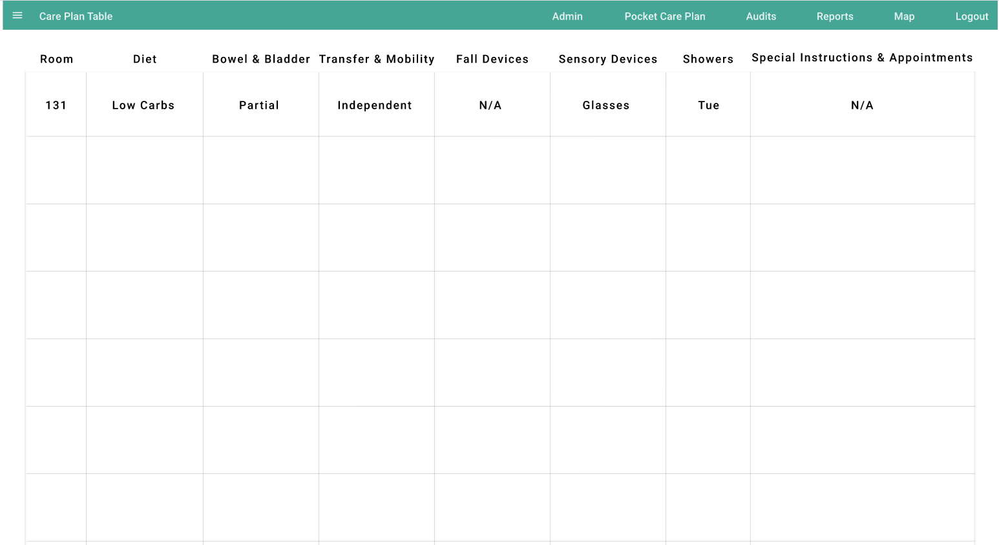 Care Plan Table Admin Pocket Care Plan Audits Reports Map Logout
Room Diet Bowel & Bladder Transfer & Mobility Fall Devices Sensory Devices Showers Special Instructions & Appointments
131 Low Carbs Partial Independent N/A Glasses Tue N/A